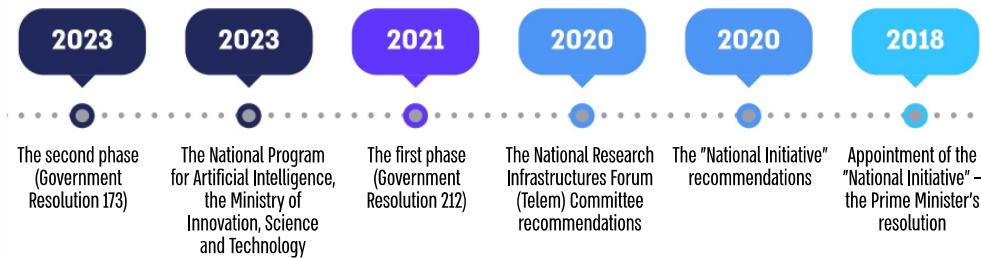 2023
The second phase
(Government
Resolution 173)
2023
The National Program
for Artificial Intelligence,
the Ministry of
Innovation, Science
and Technology
2021
The first phase
(Government
Resolution 212)
2020
The National Research
Infrastructures Forum
(Telem) Committee
recommendations
2020
The "National Initiative"
recommendations
2018
Appointment of the
"National Initiative" –
the Prime Minister's
resolution